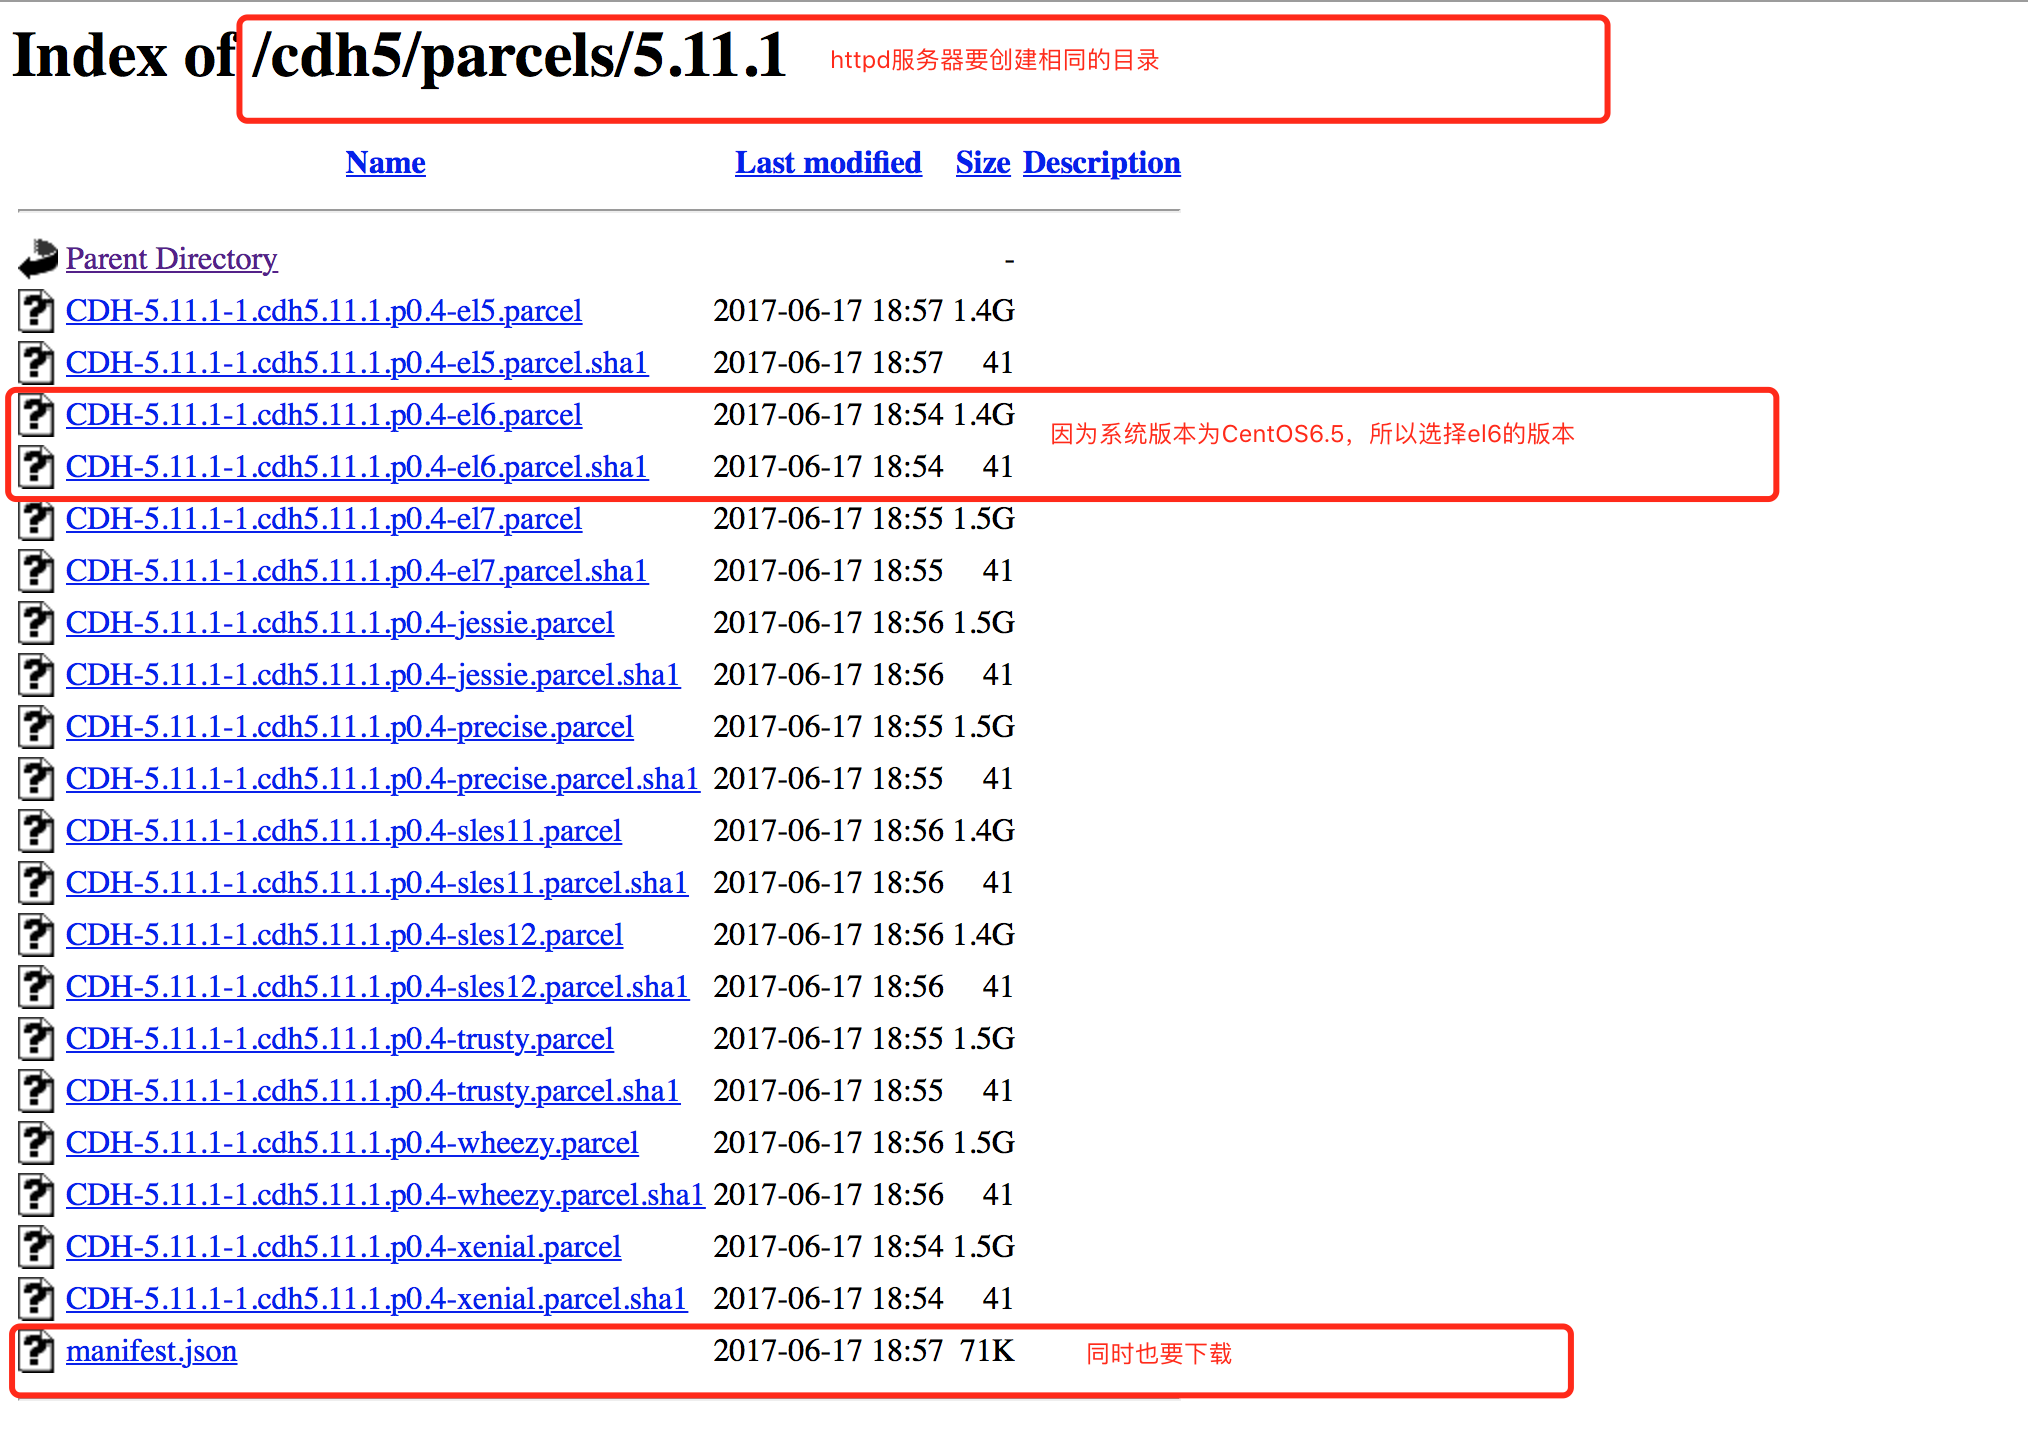 Index of /cdh5/parcels/5.11.1 httpd服务器要创建相同的目录
Name Last modified Size Description
Parent Directory -
CDH-5.11.1-1.cdh5.11.1.p0.4-el5.parcel 2017-06-17 18:57 1.4G
CDH-5.11.1-1.cdh5.11.1.p0.4-el5.parcel.sha1 2017-06-17 18:57 41
CDH-5.11.1-1.cdh5.11.1.p0.4-el6.parcel 2017-06-17 18:54 1.4G
因为系统版本为CentOS6.5，所以选择el6的版本
CDH-5.11.1-1.cdh5.11.1.p0.4-el6.parcel.sha1 2017-06-17 18:54 41
CDH-5.11.1-1.cdh5.11.1.p0.4-el7.parcel 2017-06-17 18:55 1.5G
CDH-5.11.1-1.cdh5.11.1.p0.4-el7.parcel.sha1 2017-06-17 18:55 41
CDH-5.11.1-1.cdh5.11.1.p0.4-jessie.parcel 2017-06-17 18:56 1.5G
CDH-5.11.1-1.cdh5.11.1.p0.4-jessie.parcel.sha1 2017-06-17 18:56 41
CDH-5.11.1-1.cdh5.11.1.p0.4-precise.parcel 2017-06-17 18:55 1.5G
CDH-5.11.1-1.cdh5.11.1.p0.4-precise.parcel.sha1 2017-06-17 18:55 41
CDH-5.11.1-1.cdh5.11.1.p0.4-sles11.parcel 2017-06-17 18:56 1.4G
CDH-5.11.1-1.cdh5.11.1.p0.4-sles11.parcel.sha1 2017-06-17 18:56 41
CDH-5.11.1-1.cdh5.11.1.p0.4-sles12.parcel 2017-06-17 18:56 1.4G
CDH-5.11.1-1.cdh5.11.1.p0.4-sles12.parcel.sha1 2017-06-17 18:56 41
CDH-5.11.1-1.cdh5.11.1.p0.4-trusty.parcel 2017-06-17 18:55 1.5G
CDH-5.11.1-1.cdh5.11.1.p0.4-trusty.parcel.sha1 2017-06-17 18:55 41
CDH-5.11.1-1.cdh5.11.1.p0.4-wheezy.parcel 2017-06-17 18:56 1.5G
CDH-5.11.1-1.cdh5.11.1.p0.4-wheezy.parcel.sha1 2017-06-17 18:56 41
CDH-5.11.1-1.cdh5.11.1.p0.4-xenial.parcel 2017-06-17 18:54 1.5G
CDH-5.11.1-1.cdh5.11.1.p0.4-xenial.parcel.sha1 2017-06-17 18:54 41
manifest.json 2017-06-17 18:57 71K 同时也要下载